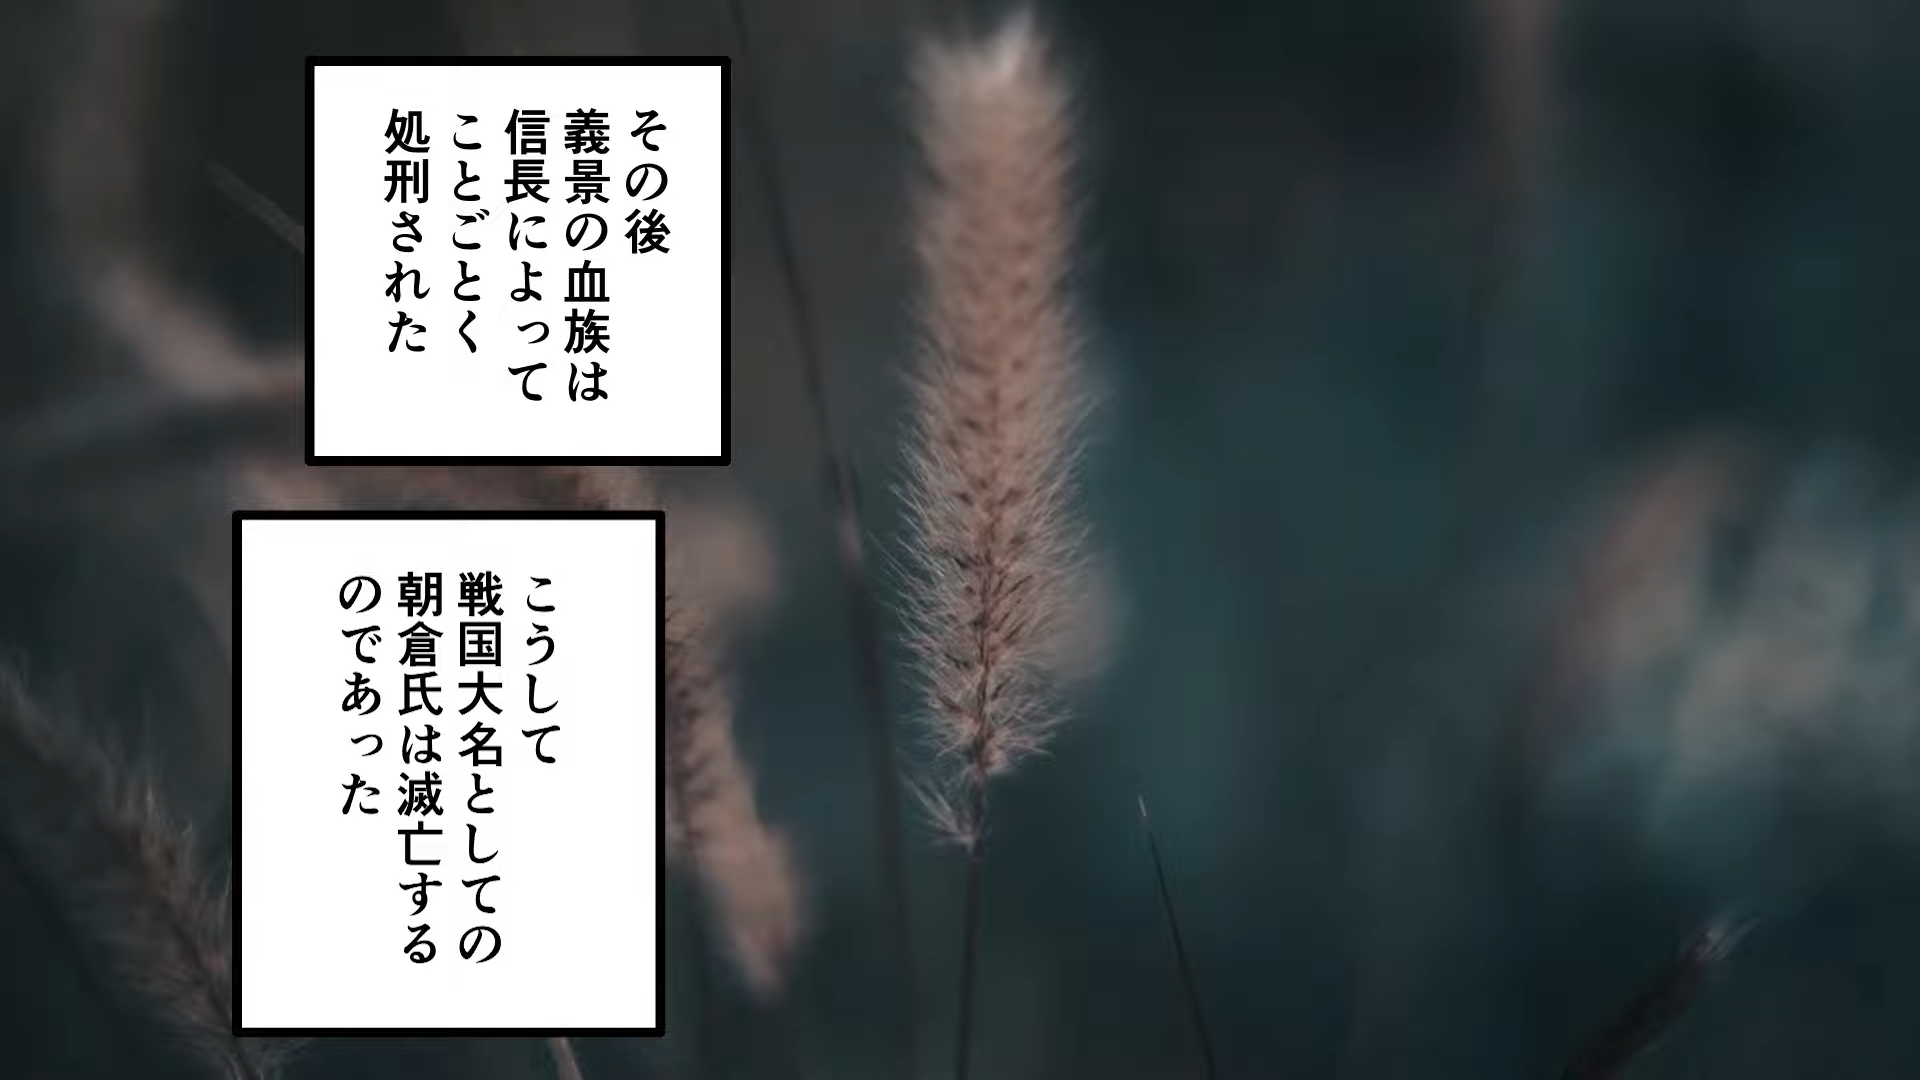 その後
義景の血族は
信長によって
ことごとく
処刑された
こうして
戦国大名としての
朝倉氏は滅亡する
のであった